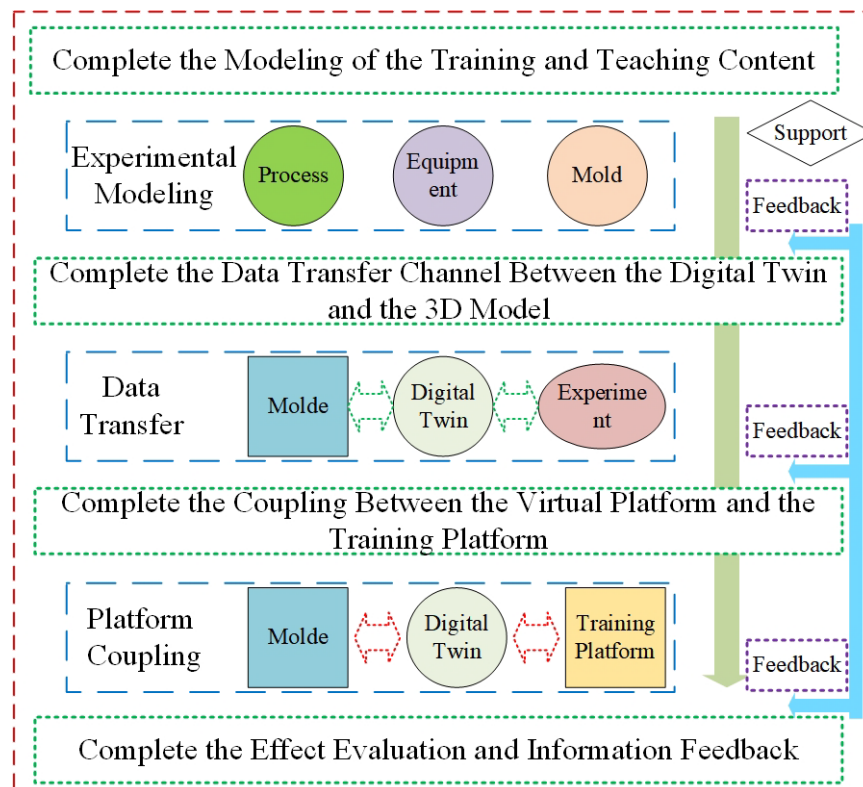 Complete the Modeling of the Training and Teaching Content
Support
Experimental
Modeling
Process
Equipm
ent
Mold
Feedback
Complete the Data Transfer Channel Between the Digital Twin
and the 3D Model
Data
Transfer
Molde
Digital
Twin
Experime
nt
Feedback
Complete the Coupling Between the Virtual Platform and the
Training Platform
Platform
Coupling
Molde
Digital
Twin
Training
Platform
Feedback
Complete the Effect Evaluation and Information Feedback